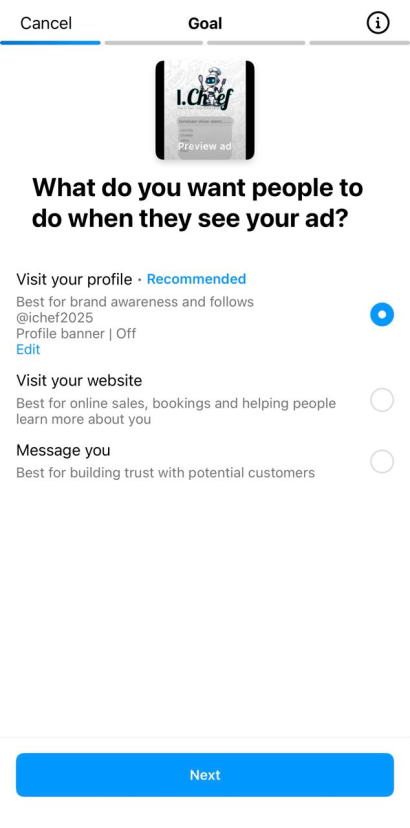 Cancel
Goal
I.Chef
Preview ad
What do you want people to
do when they see your ad?
Visit your profile · Recommended
Best for brand awareness and follows
@ichef2025
Profile banner | Off
Edit
Visit your website
Best for online sales, bookings and helping people
learn more about you
Message you
Best for building trust with potential customers
Next